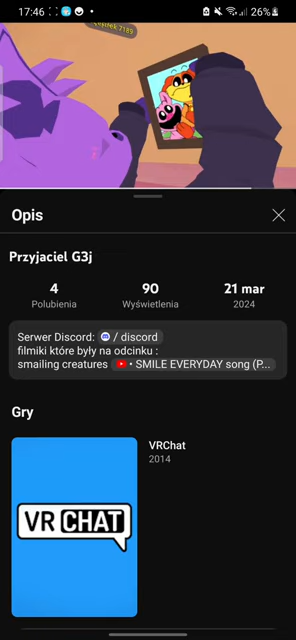 17:46
26%
7189
Opis
Przyjaciel G3j
4 90 21 mar
Polubienia Wyświetlenia 2024
Serwer Discord: / discord
filmiki które były na odcinku :
smailing creatures • SMILE EVERYDAY song (P...
Gry
VRChat
2014
VR CHAT